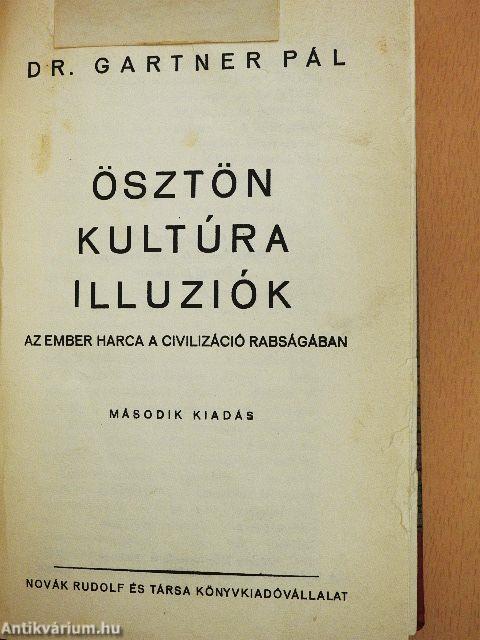 DR. GARTNER PÁL
ÖSZTÖN
KULTÚRA
ILLUZIÓK
AZ EMBER HARCA A CIVILIZÁCIÓ RABSÁGÁBAN
MÁSODIK KIADÁS
NOVÁK RUDOLF ÉS TÁRSA KÖNYVKIADÓVÁLLALAT
Antikvárium.hu